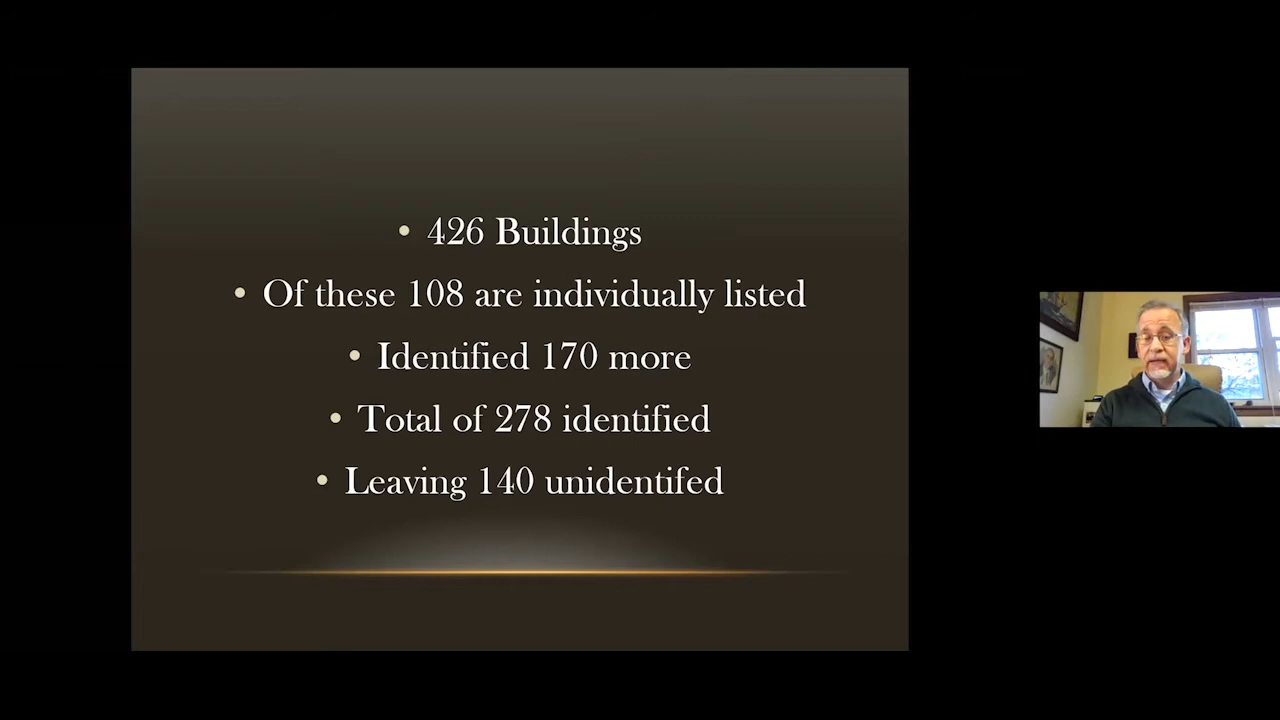 • 426 Buildings
• Of these 108 are individually listed
• Identified 170 more
• Total of 278 identified
• Leaving 140 unidentifed